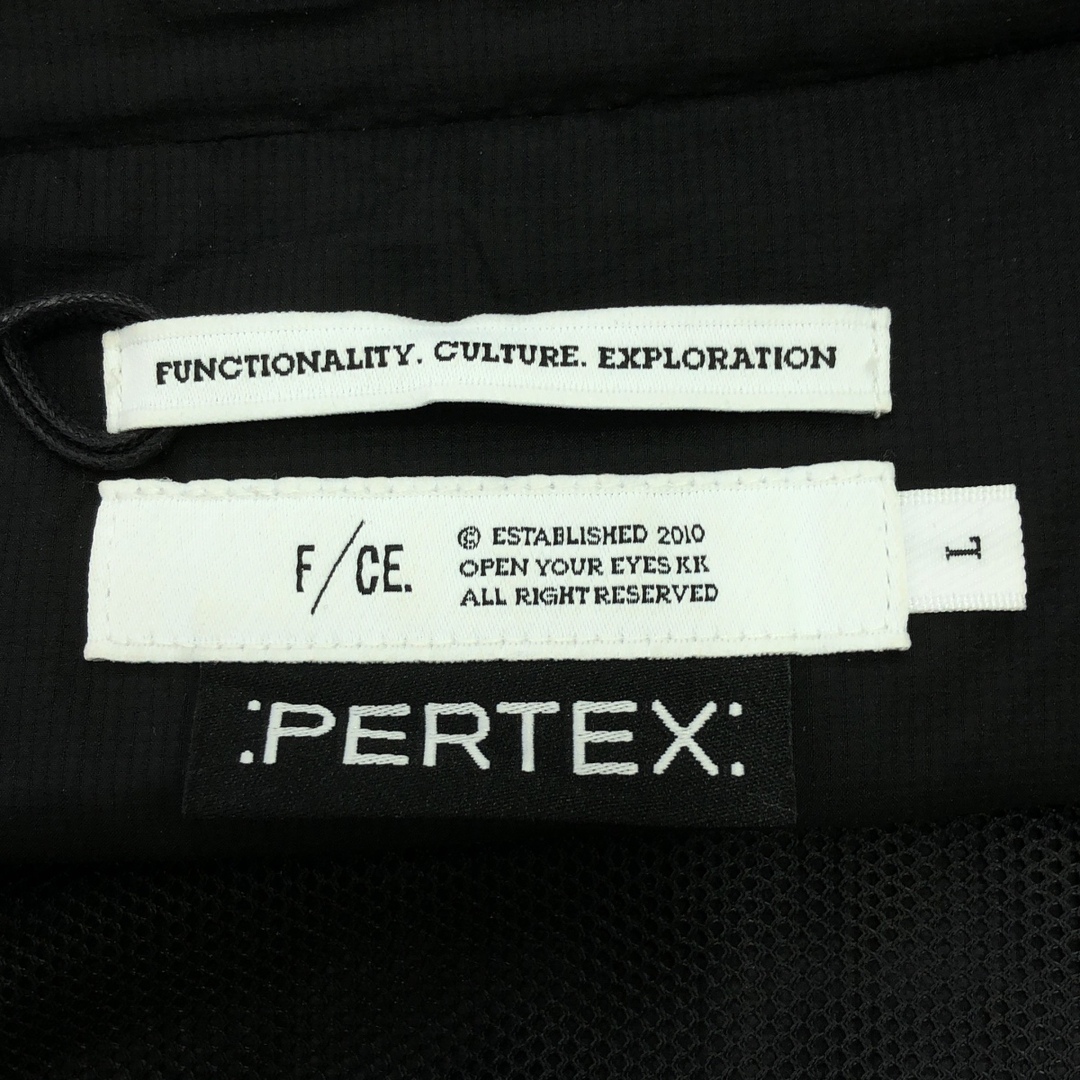 FUNCTIONALITY. CULTURE. EXPLORATION
F/CE.
® ESTABLISHED 2010
OPEN YOUR EYES KK
ALL RIGHT RESERVED
L
:PERTEX: